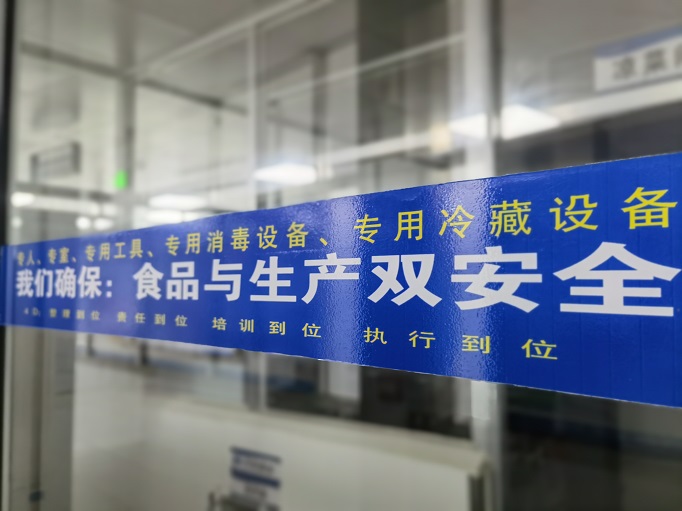 凉菜
专人、专室、专用工具、专用消毒设备、专用冷藏设备
我们确保：食品与生产双安全
管理到位 责任到位 培训到位 执行到位